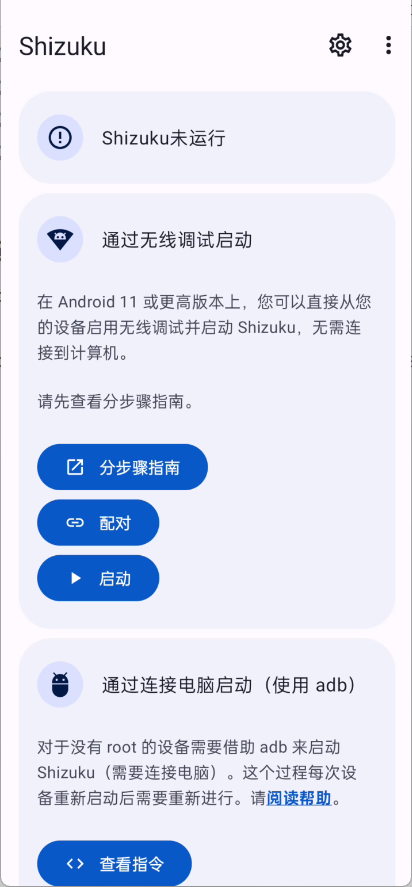 Shizuku
Shizuku未运行
通过无线调试启动
在 Android 11 或更高版本上，您可以直接从您
的设备启用无线调试并启动 Shizuku，无需连
接到计算机。
请先查看分步骤指南。
分步骤指南
配对
启动
通过连接电脑启动（使用 adb）
对于没有 root 的设备需要借助 adb 来启动
Shizuku（需要连接电脑）。这个过程每次设
备重新启动后需要重新进行。请阅读帮助。
查看指令